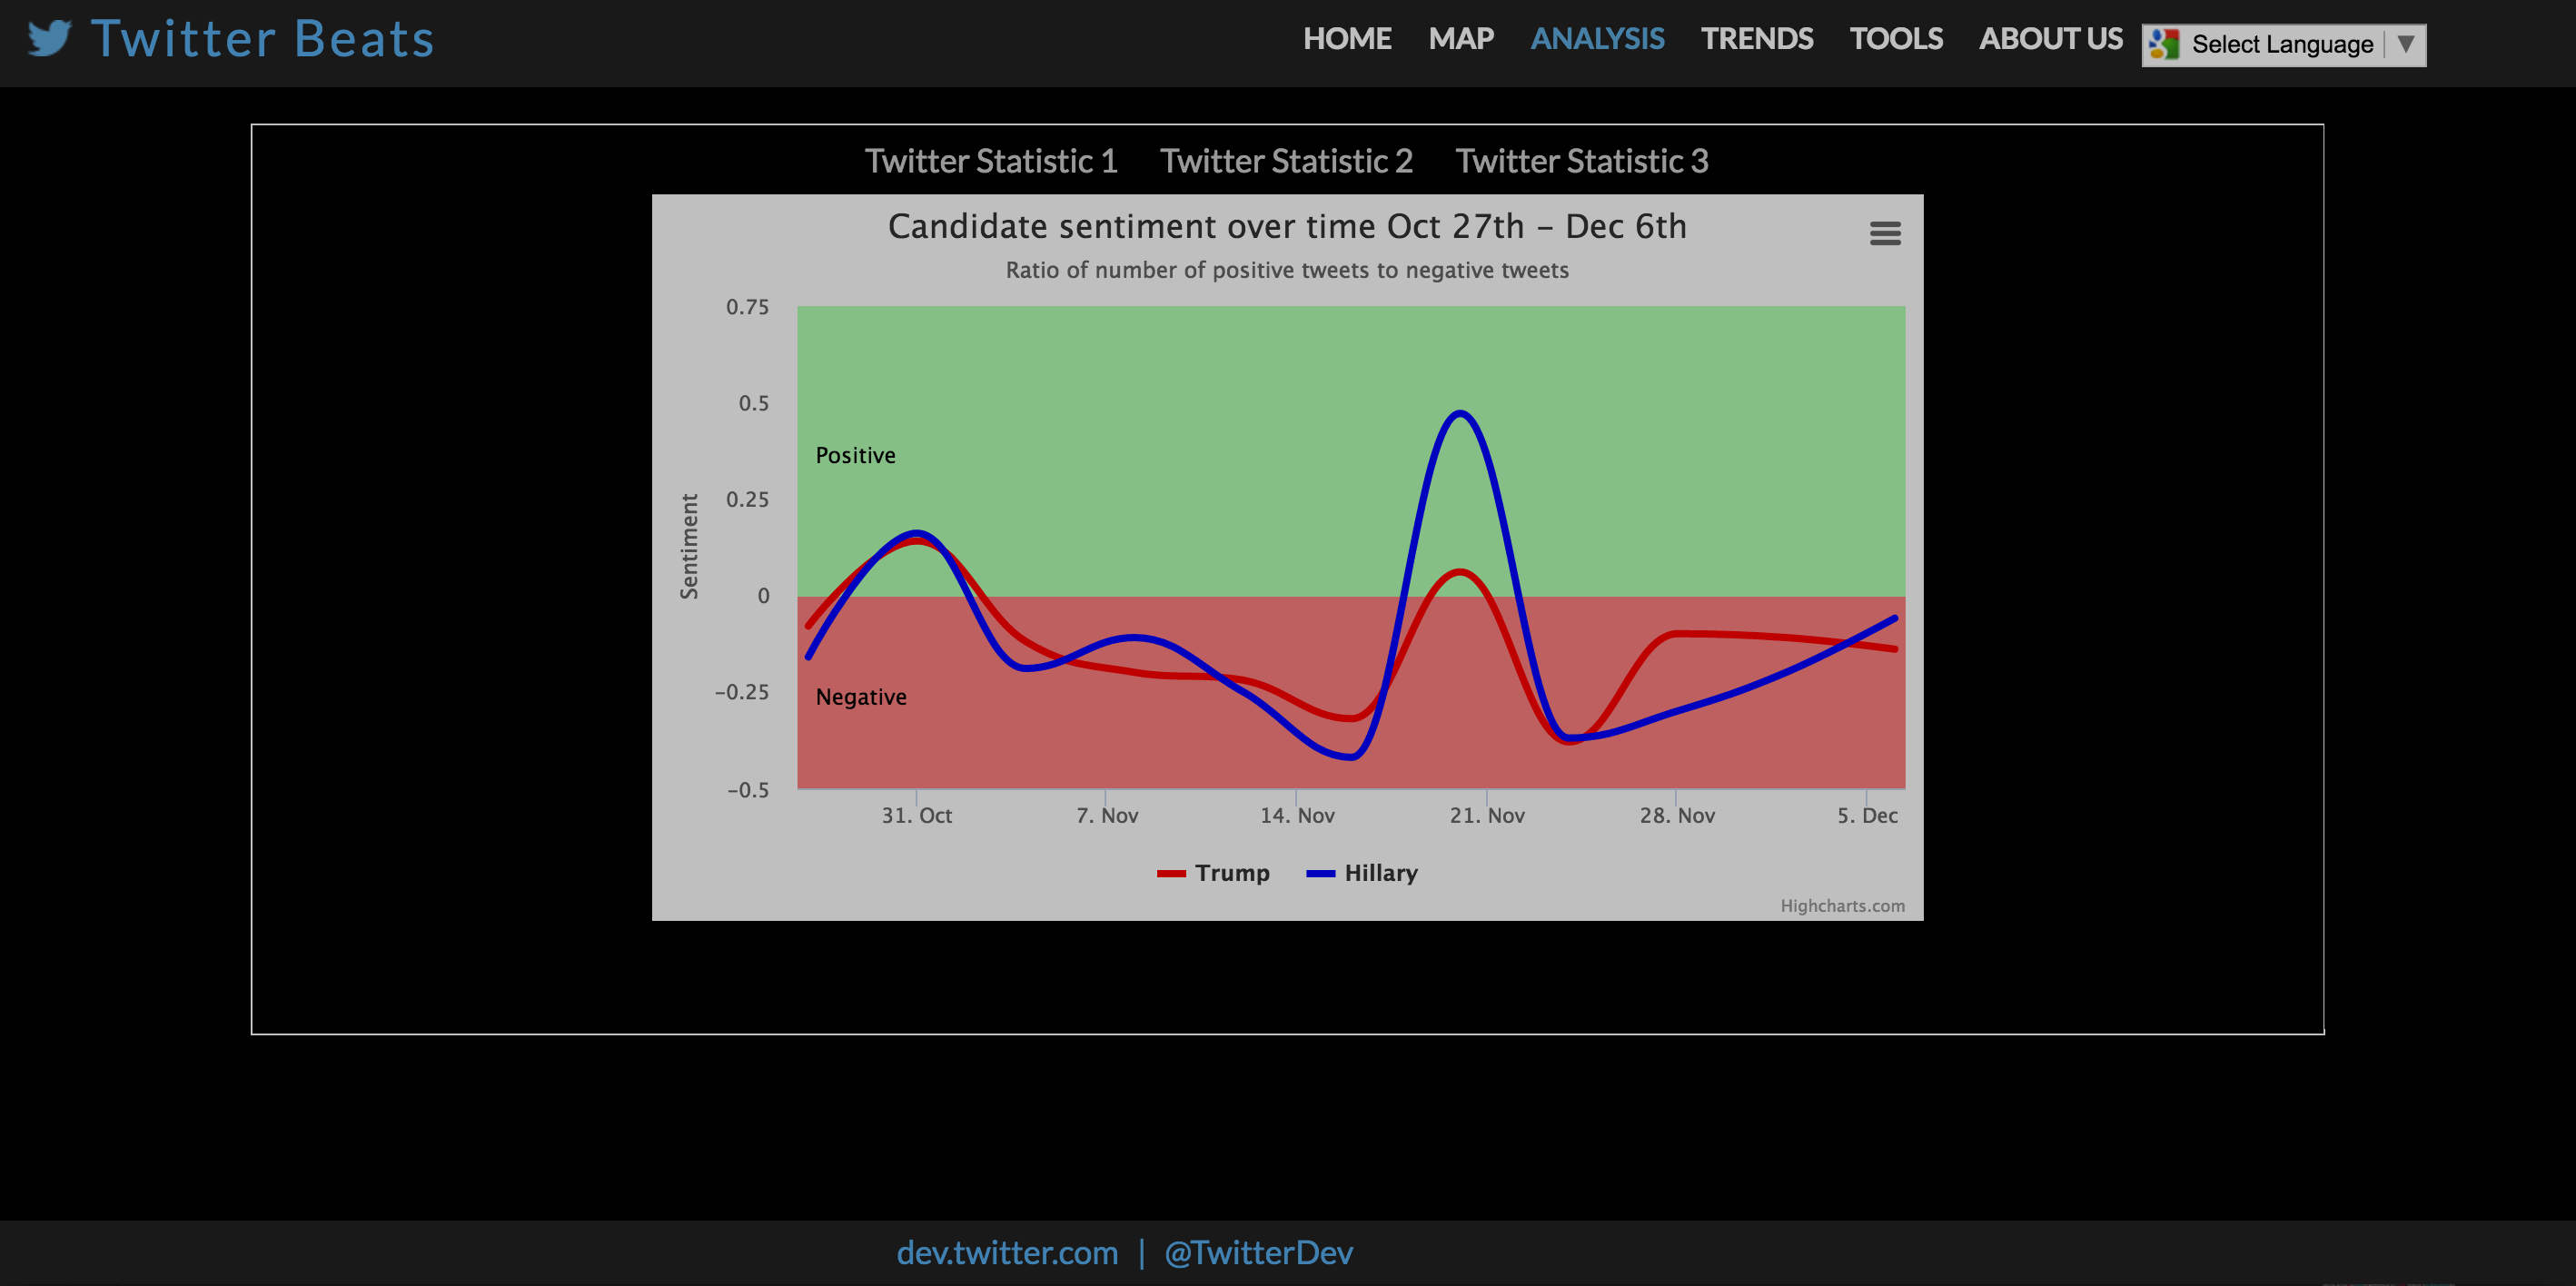 Twitter Beats
HOME MAP ANALYSIS TRENDS TOOLS ABOUT US Select Language ▼
Twitter Statistic 1 Twitter Statistic 2 Twitter Statistic 3
Candidate sentiment over time Oct 27th – Dec 6th
Ratio of number of positive tweets to negative tweets
Sentiment
0.75
0.5
Positive
0.25
0
-0.25
Negative
-0.5
31. Oct 7. Nov 14. Nov 21. Nov 28. Nov 5. Dec
Trump Hillary
Highcharts.com
dev.twitter.com | @TwitterDev